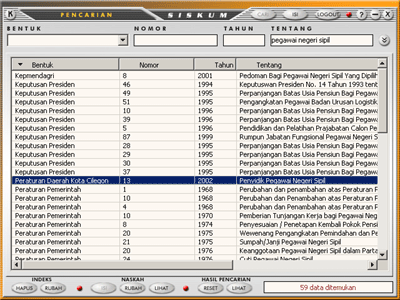 K PENCARIAN SISKUM CARI ISI LOGOUT ? – X
BENTUK NOMOR TAHUN TENTANG
pegawai negeri sipil
Bentuk Nomor Tahun Tentang
Kepmendagri 8 2001 Pedoman Bagi Pegawai Negeri Sipil Yang Dipilih
Keputusan Presiden 46 1994 Keputuswan Presiden No. 14 Tahun 1993 tent
Keputusan Presiden 49 1995 Perpanjangan Batas Usia Pensiun Bagi Pegaw
Keputusan Presiden 51 1995 Pengangkatan Pegawai Badan Urusan Logistik
Keputusan Presiden 10 1996 Perpanjangan Batas Usia Pensiun Bagi Pegaw
Keputusan Presiden 39 1996 Perpanjangan Batas Usia Pensiun Bagi Pegaw
Keputusan Presiden 5 1996 Pendidikan dan Pelatihan Prajabatan Calon Pe
Keputusan Presiden 87 1999 Rumpun Jabatan Fungsional Pegawai Negeri S
Keputusan Presiden 29 1995 Perpanjangan Batas Usia Pensiun Bagi Pegaw
Keputusan Presiden 30 1995 Perpanjangan Batas Usia Pensiun Bagi Pegaw
Keputusan Presiden 37 1995 Perpanjangan Batas Usia Pensiun Bagi Pegaw
Peraturan Daerah Kota Cilegon 13 2002 Penyidik Pegawai Negeri Sipil
Peraturan Pemerintah 1 1968 Perubahan dan penambahan atas Peraturan P
Peraturan Pemerintah 10 1968 Perubahan dan penambahan atas Peraturan P
Peraturan Pemerintah 4 1968 Perubahan dan penambahan atas Peraturan P
Peraturan Pemerintah 10 1976 Pemberian Tunjangan Kerja bagi Pegawai Neg
Peraturan Pemerintah 8 1974 Penyesuaian / Penetapan Kembali Pokok Pensi
Peraturan Pemerintah 20 1975 Wewenang Pengangkatan Pemindahan dan Pem
Peraturan Pemerintah 21 1975 Sumpah/Janji Pegawai Negeri Sipil
Peraturan Pemerintah 20 1976 Keanggotaan Pegawai Negeri Sipil dalam Parta
Peraturan Pemerintah 24 1976 Cuti Pegawai Negeri Sipil
INDEKS NASKAH HASIL PENCARIAN
HAPUS RUBAH RUBAH LIHAT RESET LIHAT 59 data ditemukan